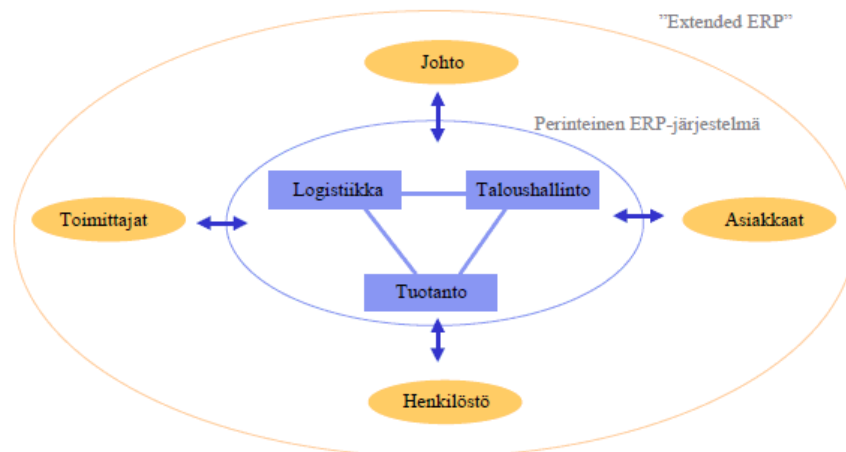 ”Extended ERP”
Johto
Perinteinen ERP-järjestelmä
Logistiikka
Taloushallinto
Toimittajat
Asiakkaat
Tuotanto
Henkilöstö